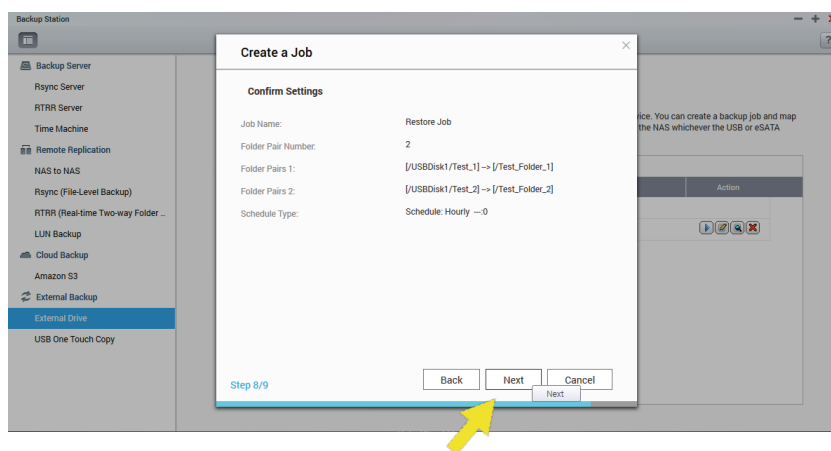 Backup Station
?
Backup Server
Rsync Server
RTRR Server
Time Machine
Remote Replication
NAS to NAS
Rsync (File-Level Backup)
RTRR (Real-time Two-way Folder ...
LUN Backup
Cloud Backup
Amazon S3
External Backup
External Drive
USB One Touch Copy
ice. You can create a backup job and map
the NAS whichever the USB or eSATA
Action
Create a Job
Confirm Settings
Job Name: Restore Job
Folder Pair Number: 2
Folder Pairs 1: [/USBDisk1/Test_1] --> [/Test_Folder_1]
Folder Pairs 2: [/USBDisk1/Test_2] --> [/Test_Folder_2]
Schedule Type: Schedule: Hourly --:0
Step 8/9
Back Next Cancel
Next